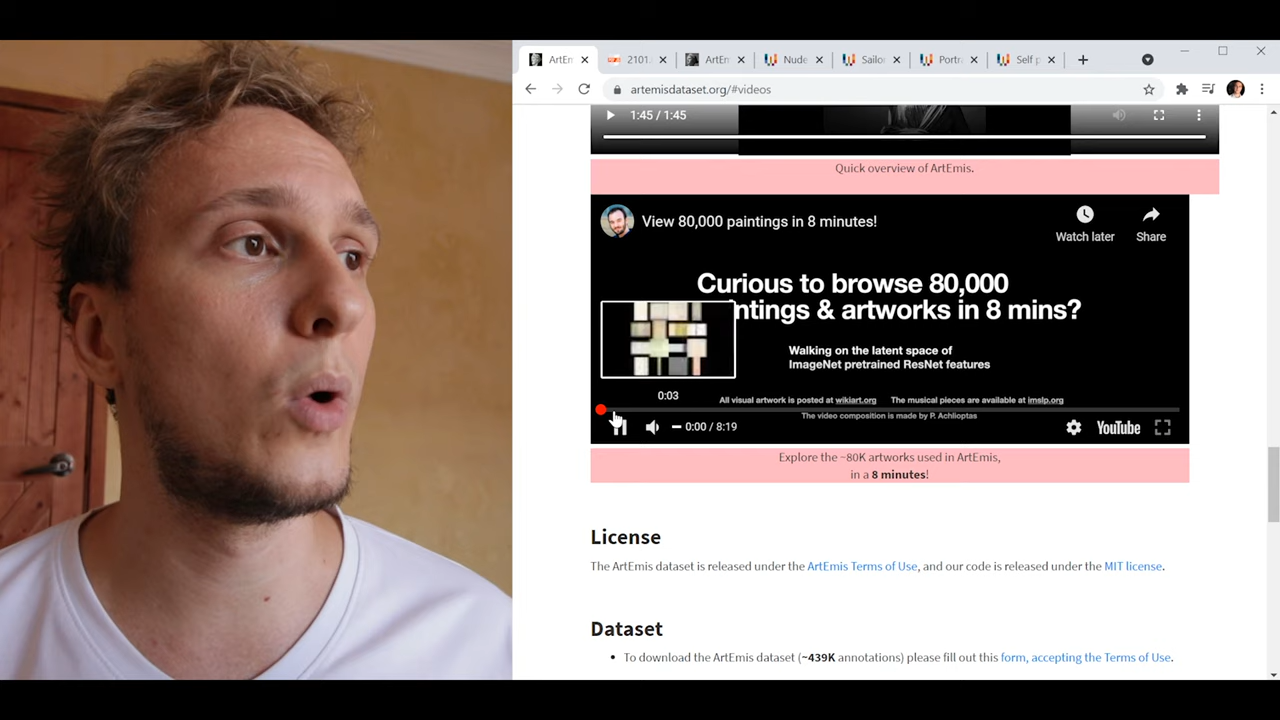 ArtEm
2101.
ArtEm
Nude
Sailo
Portr
Self p
artemisdataset.org/#videos
1:45 / 1:45
Quick overview of ArtEmis.
View 80,000 paintings in 8 minutes!
Watch later
Share
Curious to browse 80,000
ntings & artworks in 8 mins?
Walking on the latent space of
ImageNet pretrained ResNet features
0:03
All visual artwork is posted at wikiart.org The musical pieces are available at imslp.org
The video composition is made by P. Achlioptas
0:00 / 8:19
YouTube
Explore the ~80K artworks used in ArtEmis,
in a 8 minutes!
License
The ArtEmis dataset is released under the ArtEmis Terms of Use, and our code is released under the MIT license.
Dataset
• To download the ArtEmis dataset (~439K annotations) please fill out this form, accepting the Terms of Use.